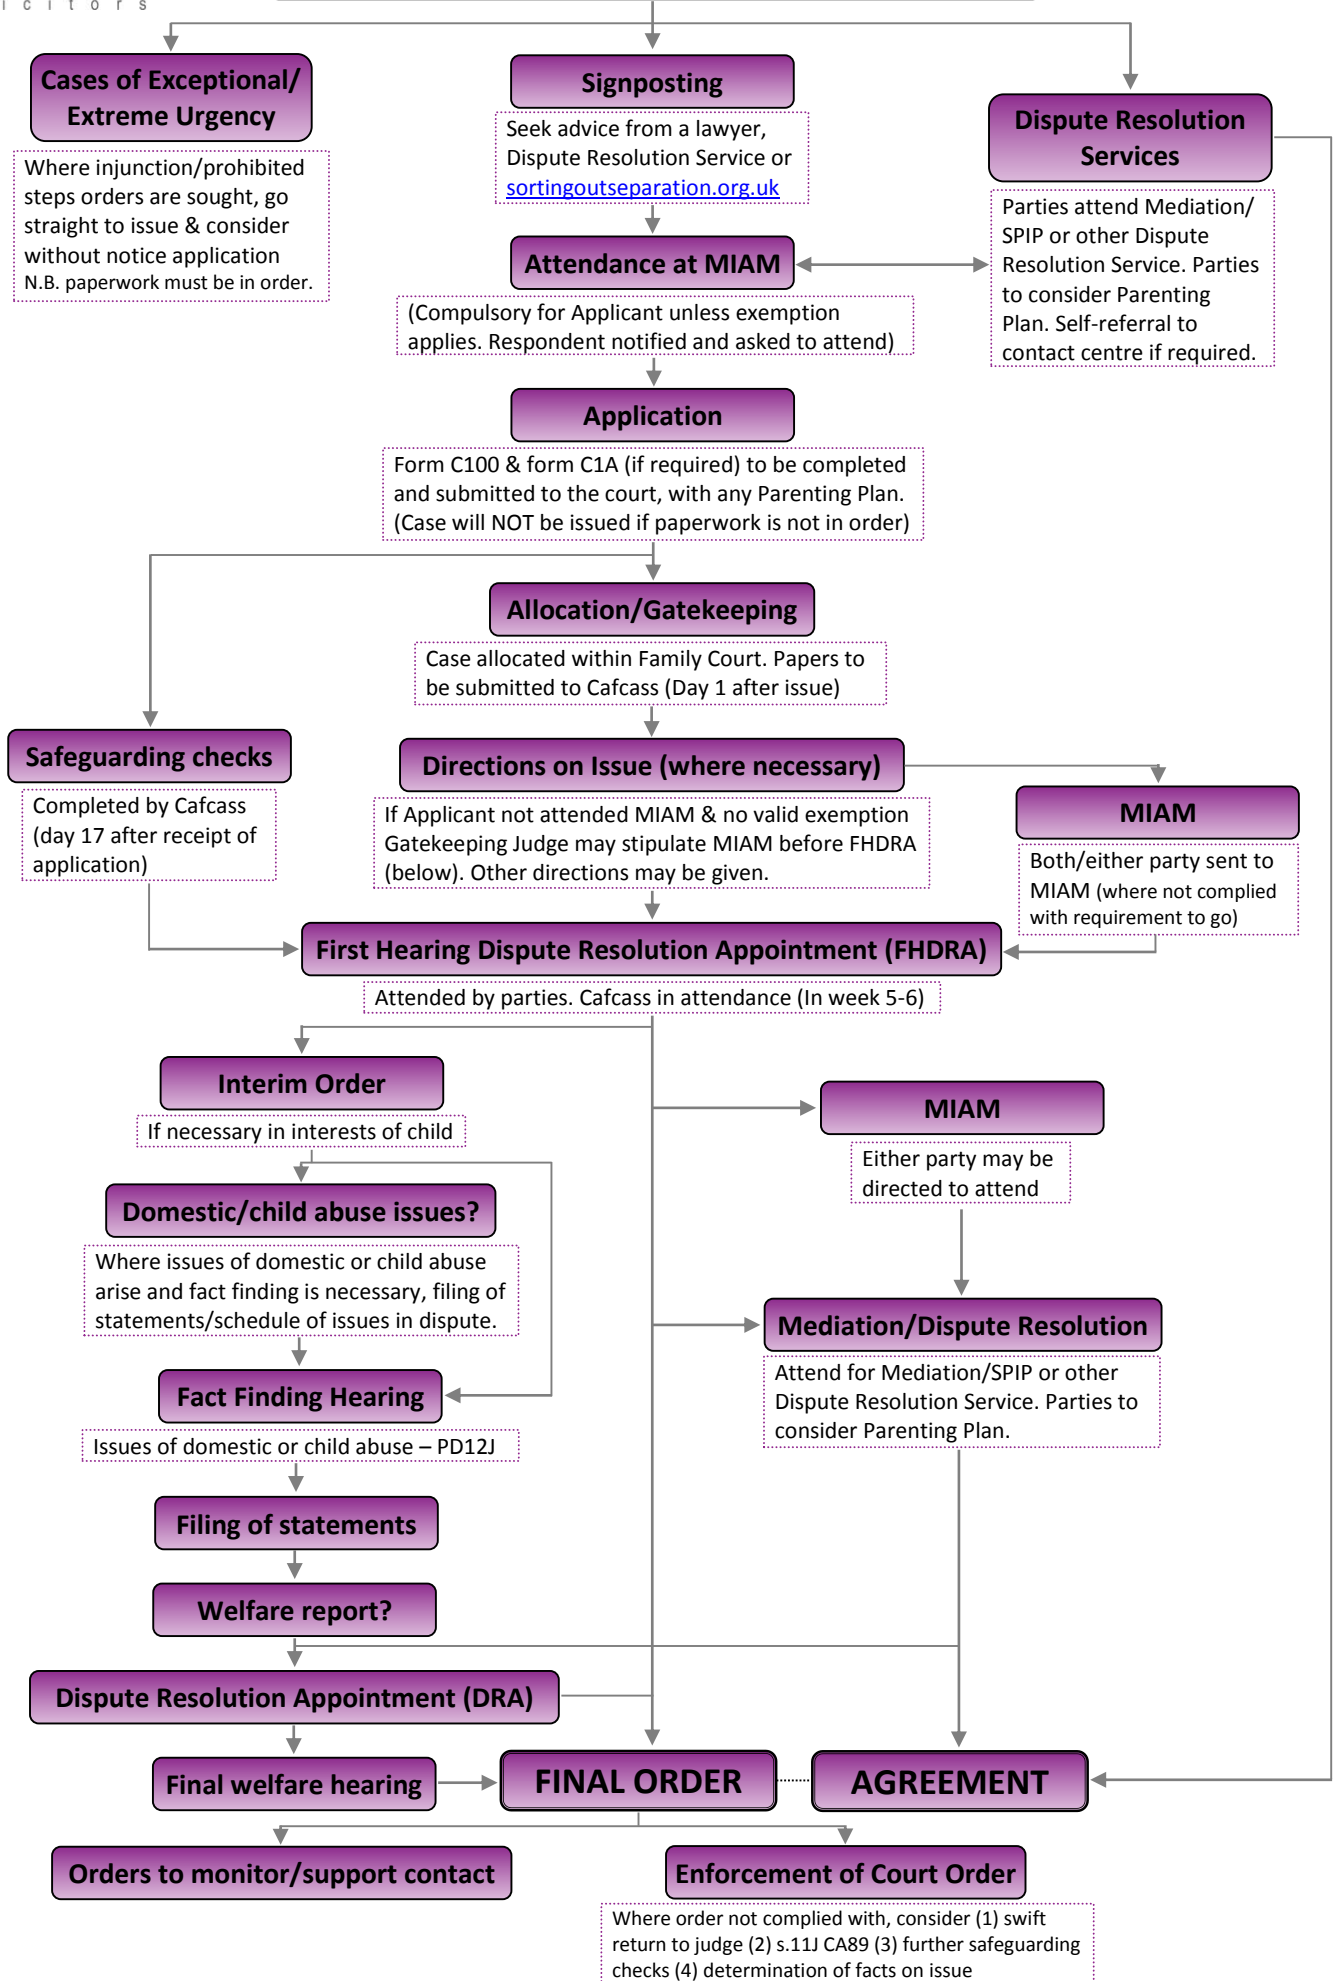 icitors
Cases of Exceptional/
Extreme Urgency
Where injunction/prohibited
steps orders are sought, go
straight to issue & consider
without notice application
N.B. paperwork must be in order.
Signposting
Seek advice from a lawyer,
Dispute Resolution Service or
sortingoutseparation.org.uk
Dispute Resolution
Services
Parties attend Mediation/
SPIP or other Dispute
Resolution Service. Parties
to consider Parenting
Plan. Self-referral to
contact centre if required.
Attendance at MIAM
(Compulsory for Applicant unless exemption
applies. Respondent notified and asked to attend)
Application
Form C100 & form C1A (if required) to be completed
and submitted to the court, with any Parenting Plan.
(Case will NOT be issued if paperwork is not in order)
Allocation/Gatekeeping
Case allocated within Family Court. Papers to
be submitted to Cafcass (Day 1 after issue)
Safeguarding checks
Completed by Cafcass
(day 17 after receipt of
application)
Directions on Issue (where necessary)
If Applicant not attended MIAM & no valid exemption
Gatekeeping Judge may stipulate MIAM before FHDRA
(below). Other directions may be given.
MIAM
Both/either party sent to
MIAM (where not complied
with requirement to go)
First Hearing Dispute Resolution Appointment (FHDRA)
Attended by parties. Cafcass in attendance (In week 5-6)
Interim Order
If necessary in interests of child
MIAM
Either party may be
directed to attend
Domestic/child abuse issues?
Where issues of domestic or child abuse
arise and fact finding is necessary, filing of
statements/schedule of issues in dispute.
Mediation/Dispute Resolution
Attend for Mediation/SPIP or other
Dispute Resolution Service. Parties to
consider Parenting Plan.
Fact Finding Hearing
Issues of domestic or child abuse – PD12J
Filing of statements
Welfare report?
Dispute Resolution Appointment (DRA)
Final welfare hearing
FINAL ORDER
AGREEMENT
Orders to monitor/support contact
Enforcement of Court Order
Where order not complied with, consider (1) swift
return to judge (2) s.11J CA89 (3) further safeguarding
checks (4) determination of facts on issue